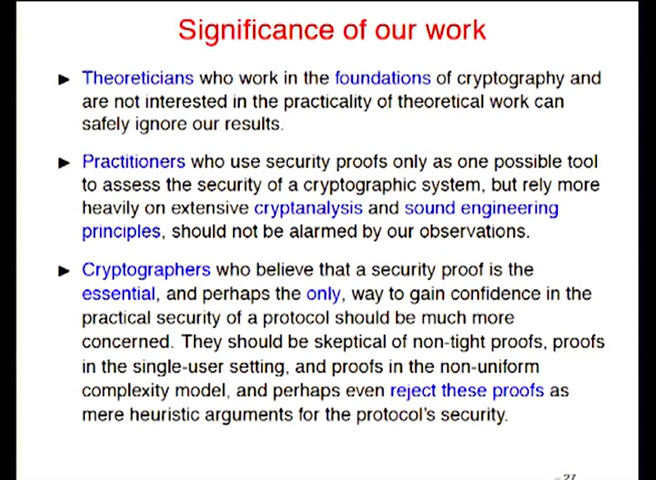 Significance of our work
► Theoreticians who work in the foundations of cryptography and
are not interested in the practicality of theoretical work can
safely ignore our results.
► Practitioners who use security proofs only as one possible tool
to assess the security of a cryptographic system, but rely more
heavily on extensive cryptanalysis and sound engineering
principles, should not be alarmed by our observations.
► Cryptographers who believe that a security proof is the
essential, and perhaps the only, way to gain confidence in the
practical security of a protocol should be much more
concerned. They should be skeptical of non-tight proofs, proofs
in the single-user setting, and proofs in the non-uniform
complexity model, and perhaps even reject these proofs as
mere heuristic arguments for the protocol's security.
– 27